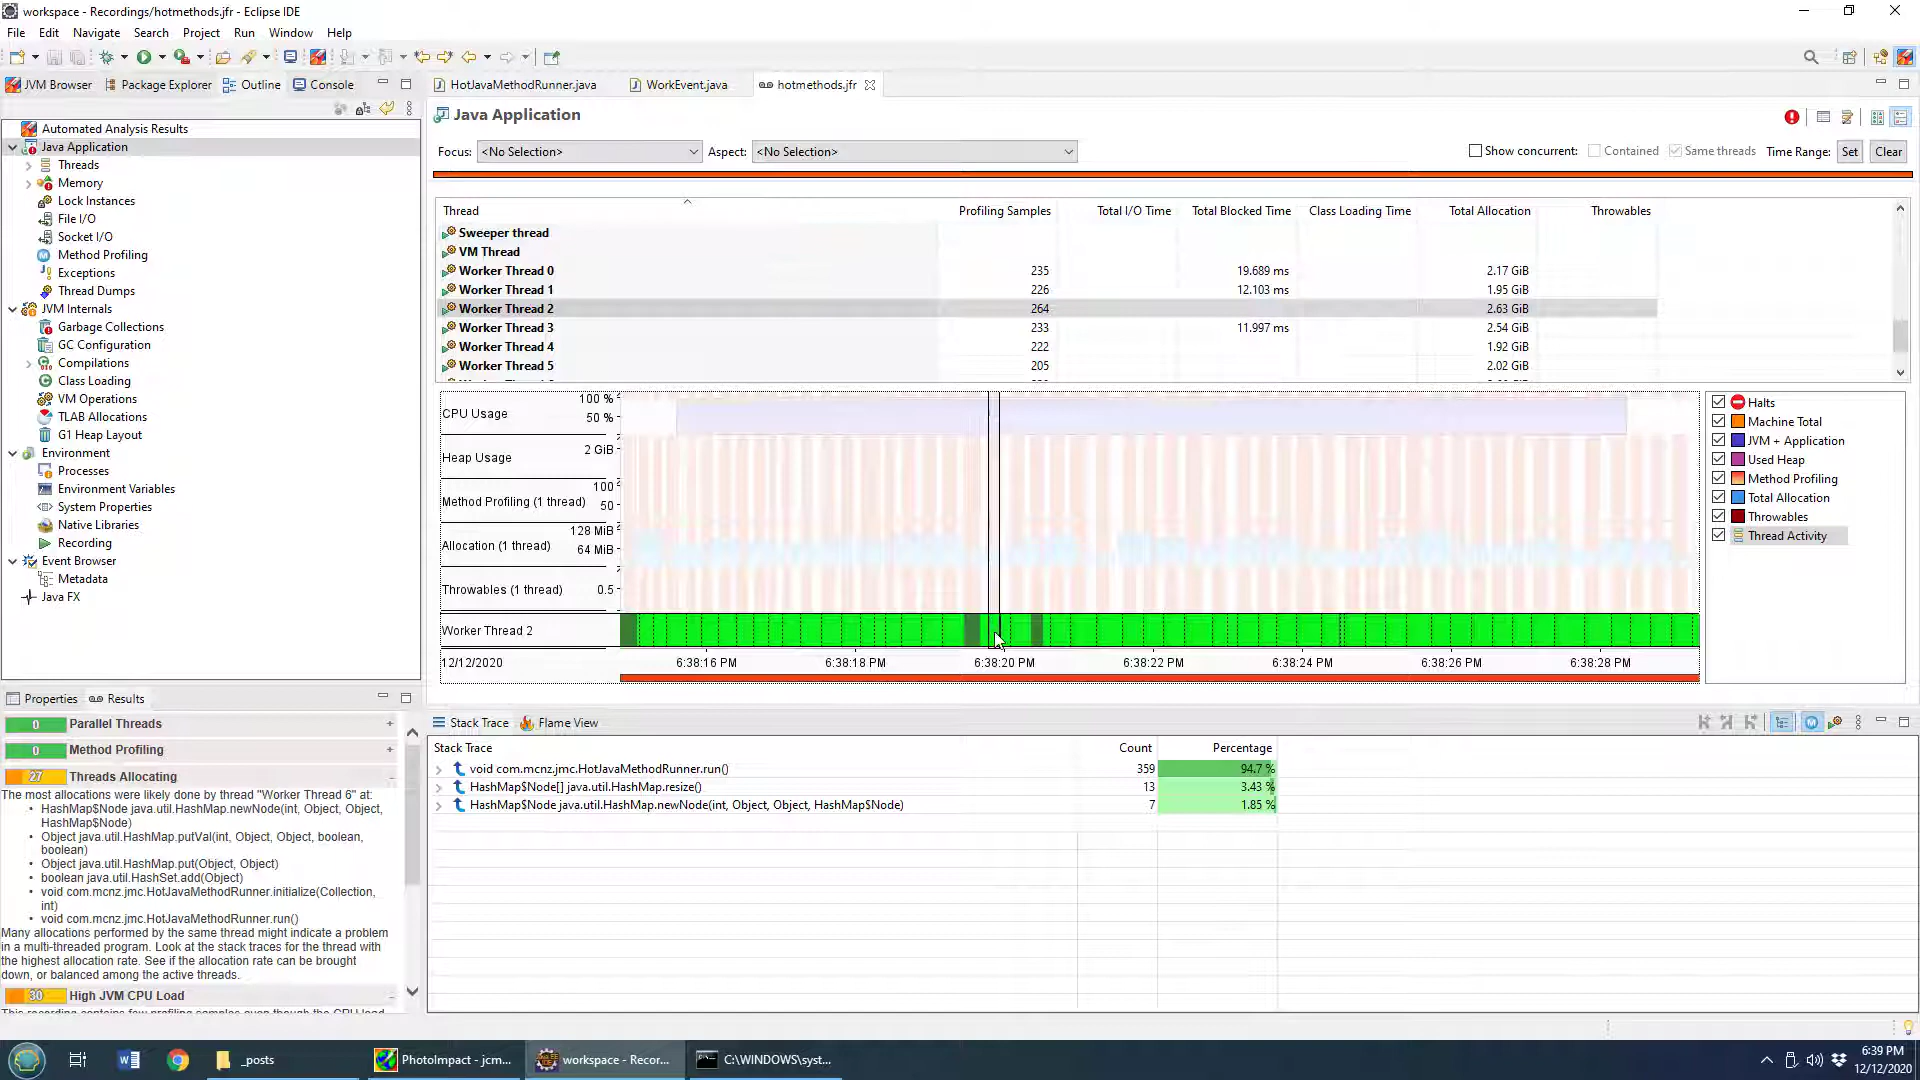 workspace - Recordings/hotmethods.jfr - Eclipse IDE
File Edit Navigate Search Project Run Window Help
JVM Browser Package Explorer Outline Console
HotJavaMethodRunner.java WorkEvent.java hotmethods.jfr
Automated Analysis Results
Java Application
Threads
Memory
Lock Instances
File I/O
Socket I/O
Method Profiling
Exceptions
Thread Dumps
JVM Internals
Garbage Collections
GC Configuration
Compilations
Class Loading
VM Operations
TLAB Allocations
G1 Heap Layout
Environment
Processes
Environment Variables
System Properties
Native Libraries
Recording
Event Browser
Metadata
Java FX
Java Application
Focus: <No Selection> Aspect: <No Selection> Show concurrent: Contained Same threads Time Range: Set Clear
Thread Profiling Samples Total I/O Time Total Blocked Time Class Loading Time Total Allocation Throwables
Sweeper thread
VM Thread
Worker Thread 0 235 19.689 ms 2.17 GiB
Worker Thread 1 226 12.103 ms 1.95 GiB
Worker Thread 2 264 2.63 GiB
Worker Thread 3 233 11.997 ms 2.54 GiB
Worker Thread 4 222 1.92 GiB
Worker Thread 5 205 2.02 GiB
CPU Usage 100 % 50 %
Heap Usage 2 GiB
Method Profiling (1 thread) 100 50
Allocation (1 thread) 128 MiB 64 MiB
Throwables (1 thread) 0.5
Worker Thread 2
12/12/2020 6:38:16 PM 6:38:18 PM 6:38:20 PM 6:38:22 PM 6:38:24 PM 6:38:26 PM 6:38:28 PM
Halts
Machine Total
JVM + Application
Used Heap
Method Profiling
Total Allocation
Throwables
Thread Activity
Properties Results
0 Parallel Threads
0 Method Profiling
27 Threads Allocating
The most allocations were likely done by thread "Worker Thread 6" at:
• HashMap$Node java.util.HashMap.newNode(int, Object, Object,
HashMap$Node)
• Object java.util.HashMap.putVal(int, Object, Object, boolean,
boolean)
• Object java.util.HashMap.put(Object, Object)
• boolean java.util.HashSet.add(Object)
• void com.mcnz.jmc.HotJavaMethodRunner.initialize(Collection,
int)
• void com.mcnz.jmc.HotJavaMethodRunner.run()
Many allocations performed by the same thread might indicate a problem
in a multi-threaded program. Look at the stack traces for the thread with
the highest allocation rate. See if the allocation rate can be brought
down, or balanced among the active threads.
30 High JVM CPU Load
This recording contains few profiling samples even though the CPU load
Stack Trace Flame View
Stack Trace Count Percentage
void com.mcnz.jmc.HotJavaMethodRunner.run() 359 94.7 %
HashMap$Node[] java.util.HashMap.resize() 13 3.43 %
HashMap$Node java.util.HashMap.newNode(int, Object, Object, HashMap$Node) 7 1.85 %
_posts PhotoImpact - jcm... workspace - Recor... C:\WINDOWS\syst...
6:39 PM
12/12/2020